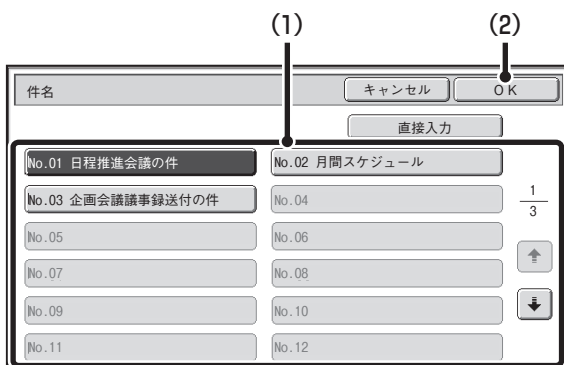 (1) (2)
件名 キャンセル OK
直接入力
No.01 日程推進会議の件 No.02 月間スケジュール
No.03 企画会議議事録送付の件 No.04
1
3
No.05 No.06
No.07 No.08
No.09 No.10
No.11 No.12